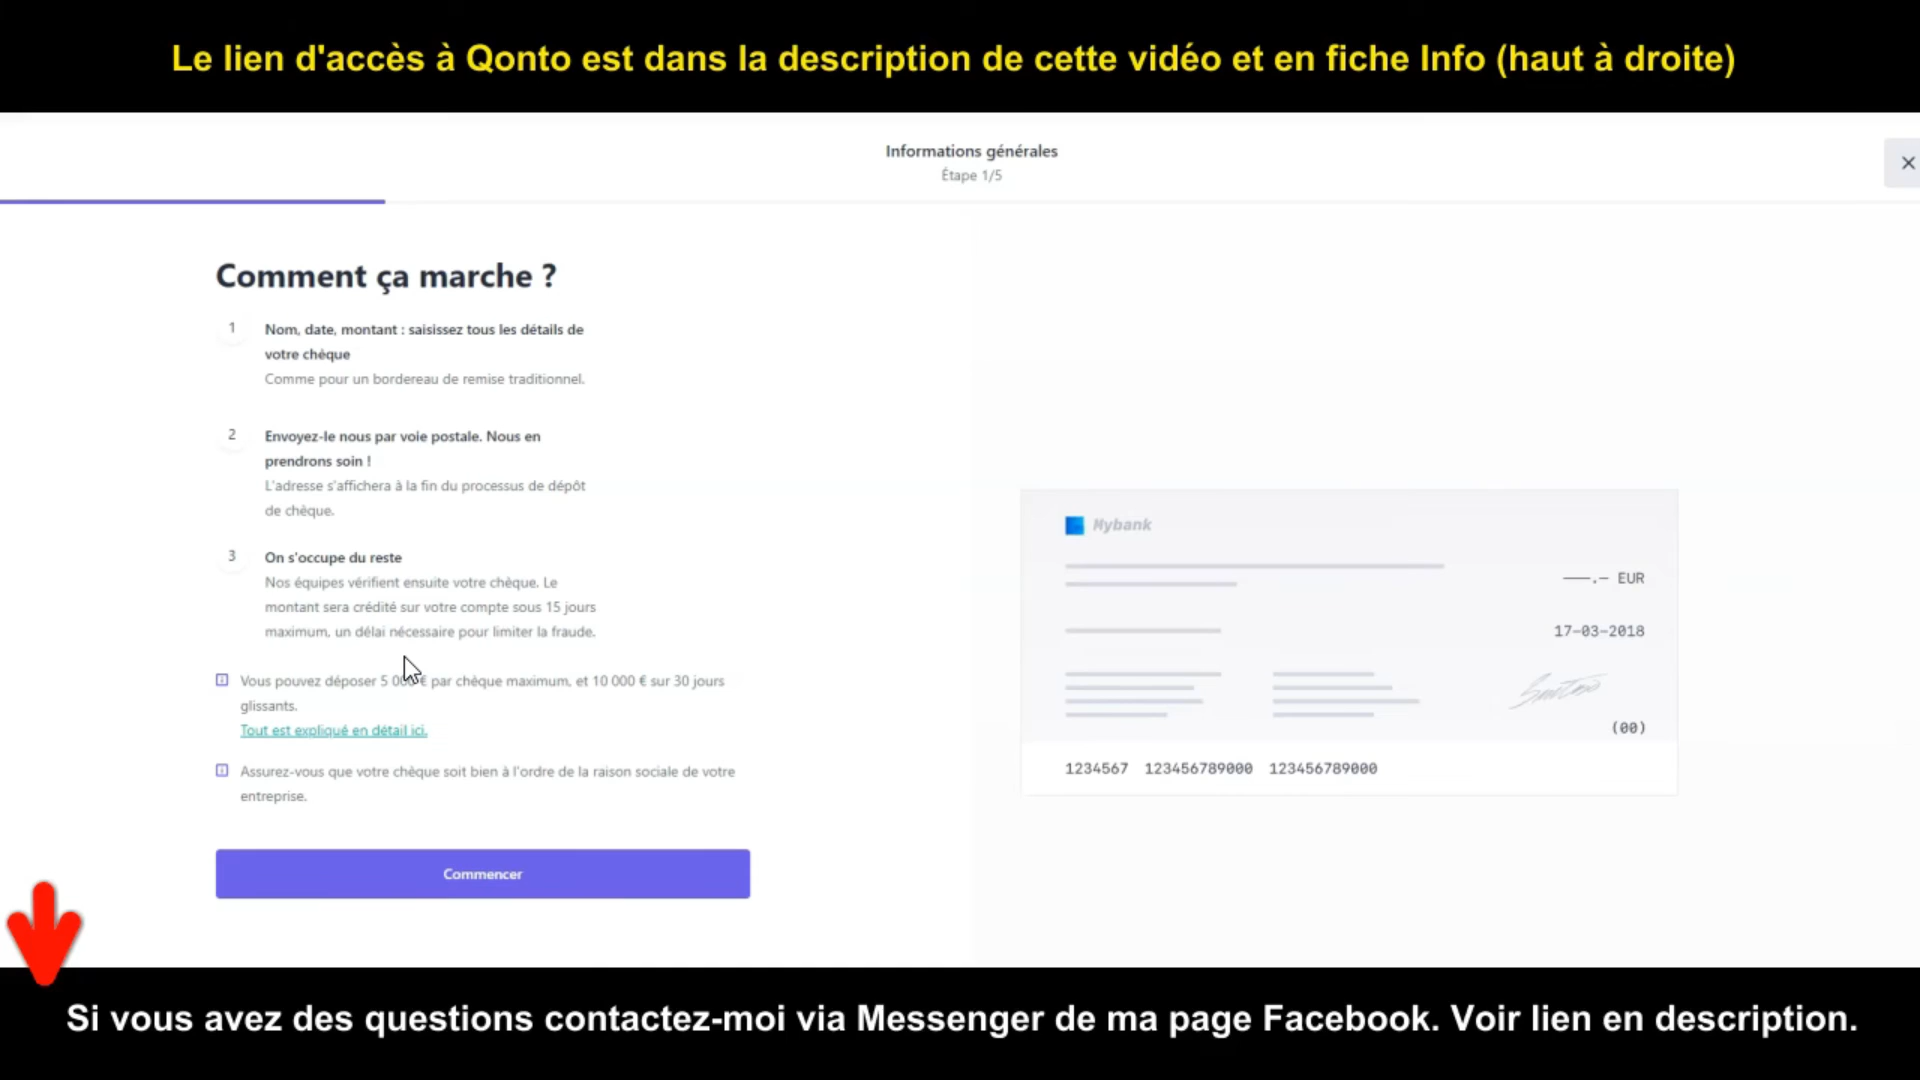 Le lien d'accès à Qonto est dans la description de cette vidéo et en fiche Info (haut à droite)
Informations générales
Étape 1/5
Comment ça marche ?
1
Nom, date, montant : saisissez tous les détails de
votre chèque
Comme pour un bordereau de remise traditionnel.
2
Envoyez-le nous par voie postale. Nous en
prendrons soin !
L'adresse s'affichera à la fin du processus de dépôt
de chèque.
3
On s'occupe du reste
Nos équipes vérifient ensuite votre chèque. Le
montant sera crédité sur votre compte sous 15 jours
maximum, un délai nécessaire pour limiter la fraude.
Vous pouvez déposer 5 000 € par chèque maximum, et 10 000 € sur 30 jours
glissants.
Tout est expliqué en détail ici.
Assurez-vous que votre chèque soit bien à l'ordre de la raison sociale de votre
entreprise.
Commencer
Mybank
——.— EUR
17-03-2018
(00)
1234567 123456789000 123456789000
Si vous avez des questions contactez-moi via Messenger de ma page Facebook. Voir lien en description.